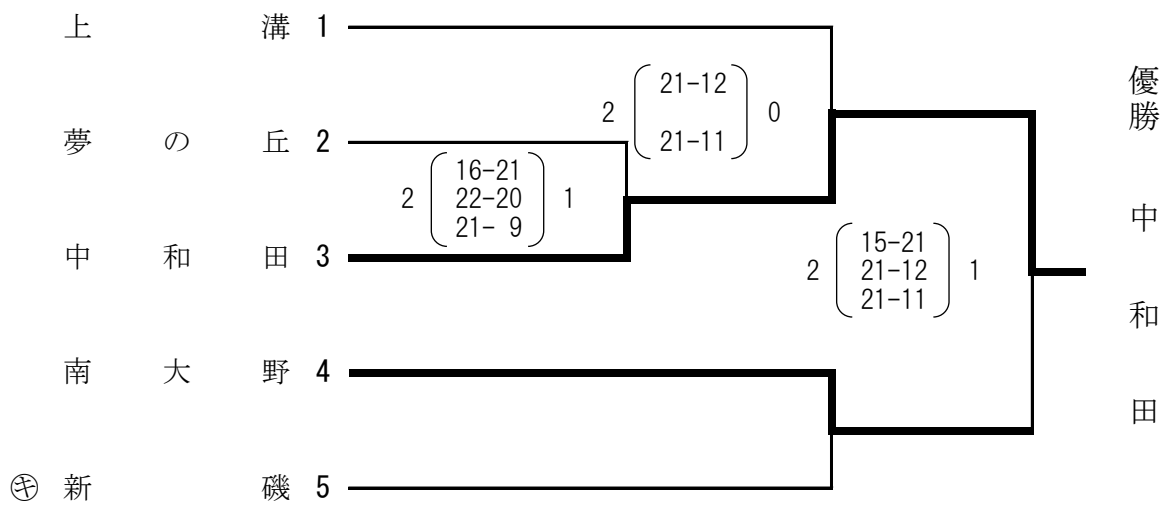 上溝 1
夢の丘 2
中和田 3
南大野 4
㋖ 新磯 5
2 16-21 1
22-20
21- 9
2 21-12 0
21-11
2 15-21 1
21-12
21-11
優勝 中和田